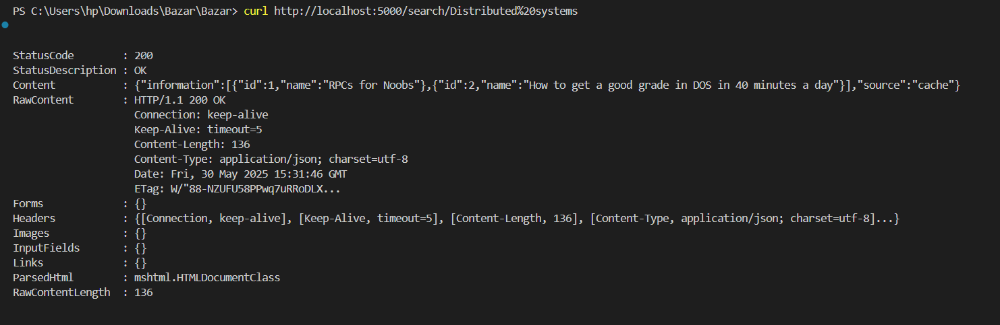 PS C:\Users\hp\Downloads\Bazar\Bazar> curl http://localhost:5000/search/Distributed%20systems
StatusCode        : 200
StatusDescription : OK
Content           : {"information":[{"id":1,"name":"RPCs for Noobs"},{"id":2,"name":"How to get a good grade in DOS in 40 minutes a day"}],"source":"cache"}
RawContent        : HTTP/1.1 200 OK
                    Connection: keep-alive
                    Keep-Alive: timeout=5
                    Content-Length: 136
                    Content-Type: application/json; charset=utf-8
                    Date: Fri, 30 May 2025 15:31:46 GMT
                    ETag: W/"88-NZUFU58PPwq7uRRoDLX...
Forms             : {}
Headers           : {[Connection, keep-alive], [Keep-Alive, timeout=5], [Content-Length, 136], [Content-Type, application/json; charset=utf-8]...}
Images            : {}
InputFields       : {}
Links             : {}
ParsedHtml        : mshtml.HTMLDocumentClass
RawContentLength  : 136